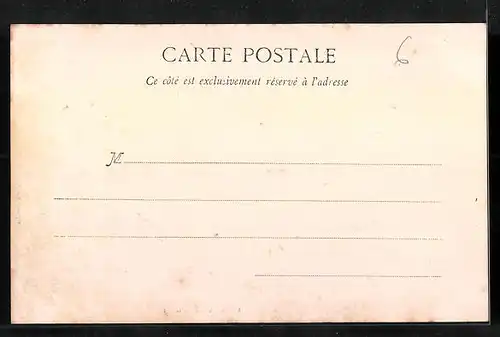 CARTE POSTALE
6
Ce côté est exclusivement réservé à l'adresse
M